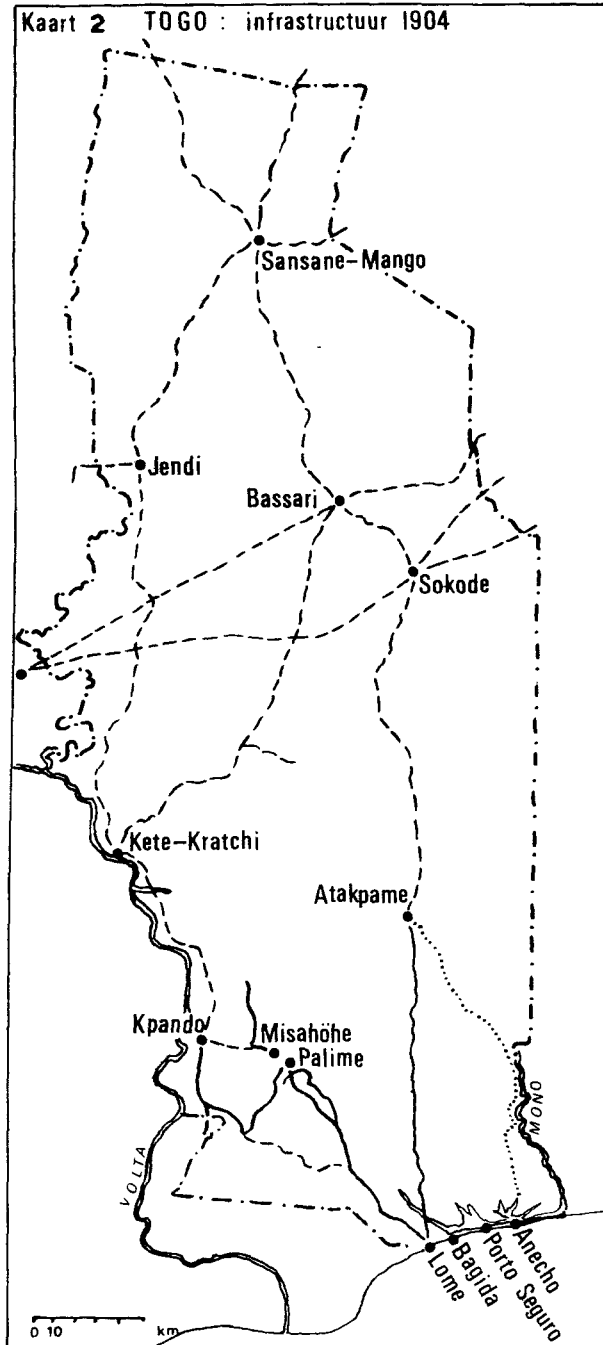 Kaart 2 TOGO : infrastructuur 1904
Sansane-Mango
Jendi
Bassari
Sokode
Kete-Kratchi
Atakpame
Kpando
Misahöhe
Palime
MONO
VOLTA
Lome
Bagida
Porto Seguro
Anecho
0 10 km